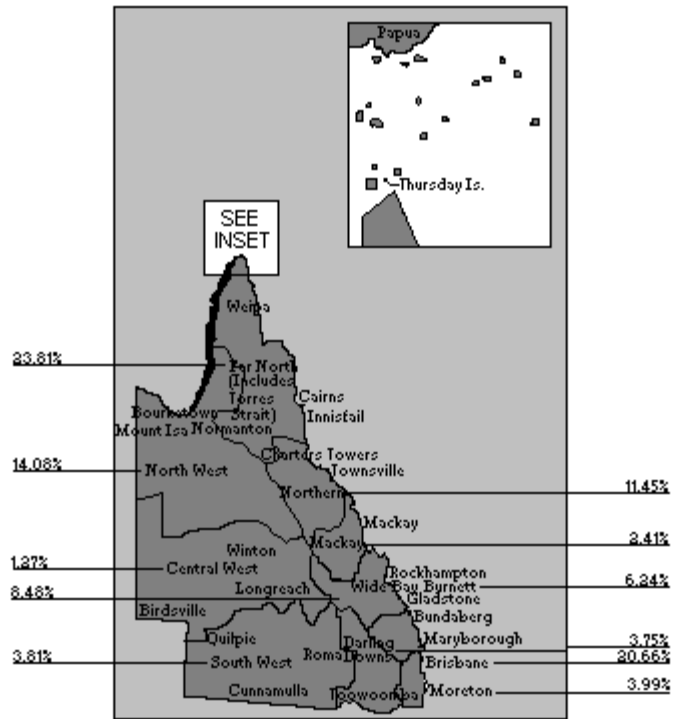 Papua
Thursday Is.
SEE
INSET
Weipa
23.81%
Far North
(Includes
Torres
Strait)
Cairns
Innisfail
Bourketown
Mount Isa
Normanton
Charters Towers
14.08%
North West
Townsville
Northern
11.45%
Mackay
Mackay
2.41%
Winton
1.27%
Central West
Rockhampton
Longreach
Wide Bay Burnett
6.24%
8.48%
Gladstone
Birdsville
Bundaberg
Quilpie
Darling
Downs
Maryborough
3.75%
Roma
3.81%
South West
Brisbane
20.66%
Cunnamulla
Toowoomba
Moreton
3.99%